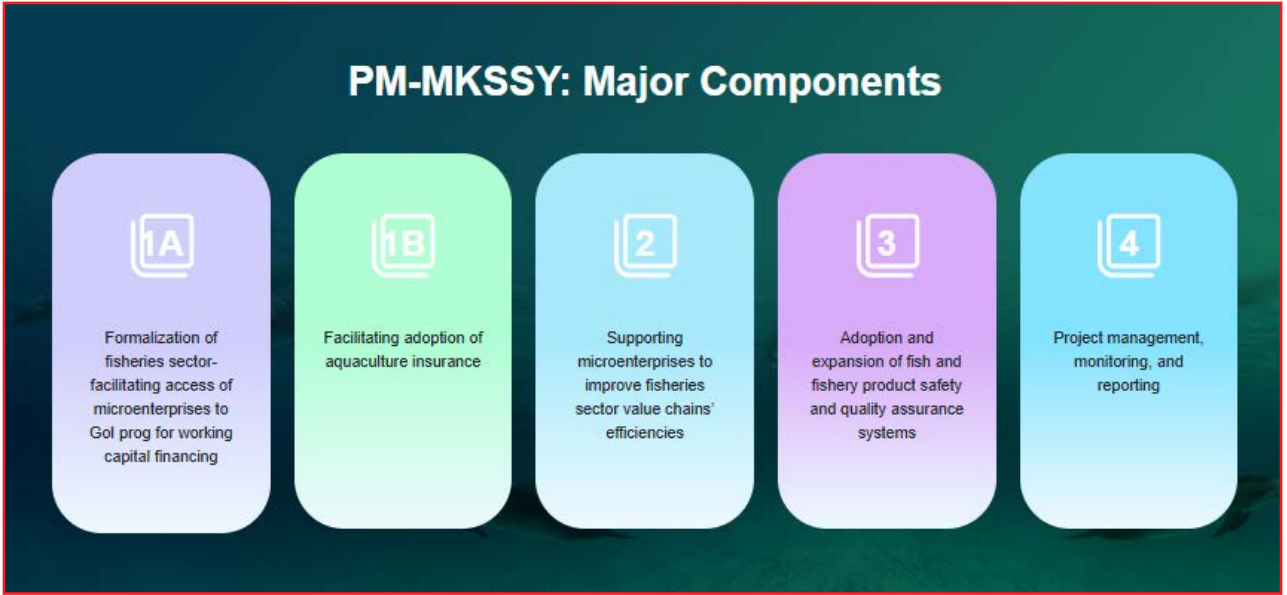 PM-MKSSY: Major Components
1A
Formalization of
fisheries sector-
facilitating access of
microenterprises to
GoI prog for working
capital financing
1B
Facilitating adoption of
aquaculture insurance
2
Supporting
microenterprises to
improve fisheries
sector value chains’
efficiencies
3
Adoption and
expansion of fish and
fishery product safety
and quality assurance
systems
4
Project management,
monitoring, and
reporting